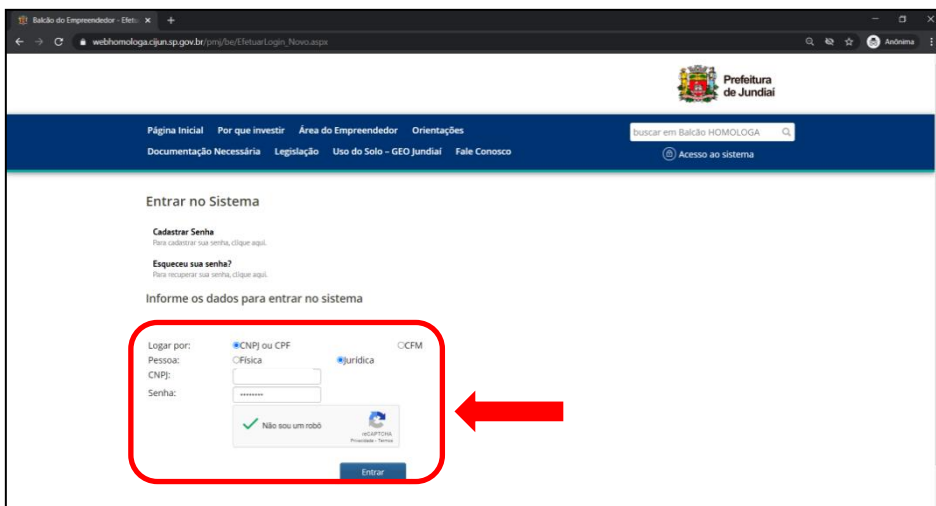 Balcão do Empreendedor - Efetu
webhomologa.cijun.sp.gov.br/pmj/be/EfetuarLogin_Novo.aspx
Anônima
Prefeitura
de Jundiaí
Página Inicial Por que investir Área do Empreendedor Orientações
buscar em Balcão HOMOLOGA
Documentação Necessária Legislação Uso do Solo – GEO Jundiaí Fale Conosco
Acesso ao sistema
Entrar no Sistema
Cadastrar Senha
Para cadastrar sua senha, clique aqui.
Esqueceu sua senha?
Para recuperar sua senha, clique aqui.
Informe os dados para entrar no sistema
Logar por: CNPJ ou CPF CFM
Pessoa: Física Jurídica
CNPJ:
Senha: ••••••••
Não sou um robô
reCAPTCHA
Privacidade - Termos
Entrar